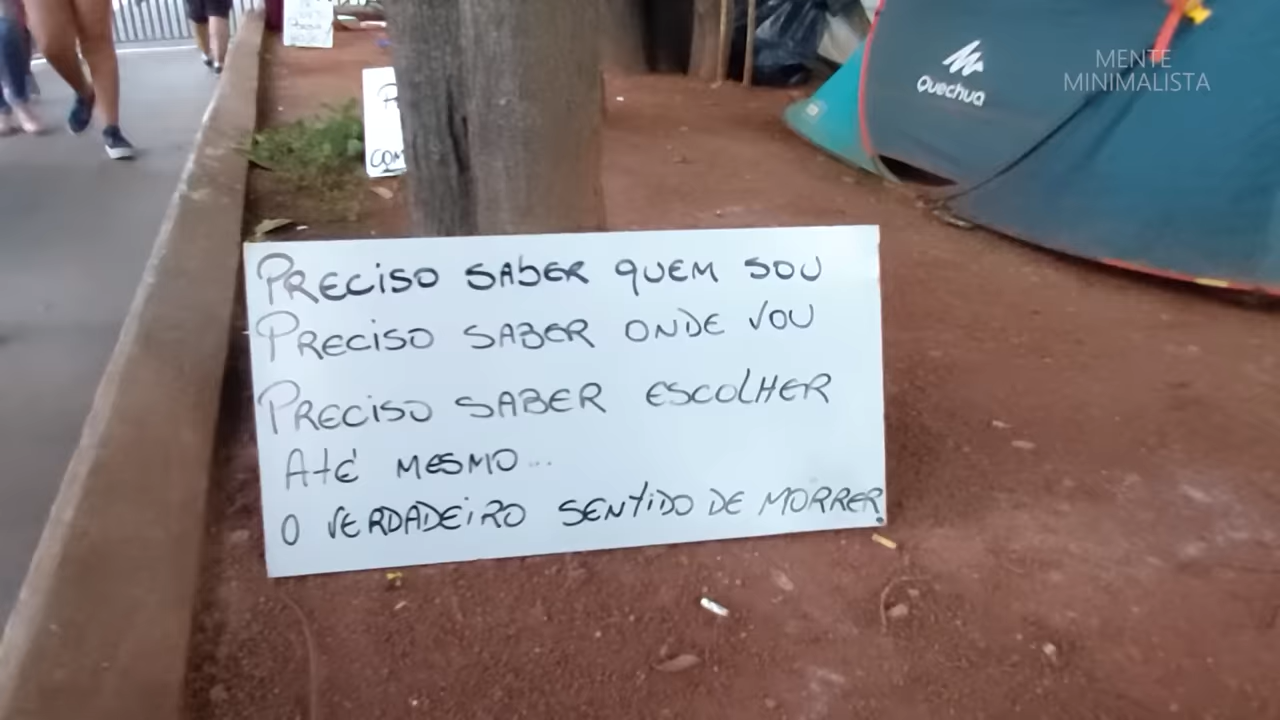 MENTE
MINIMALISTA
Quechua
COM
PRECISO SABER QUEM SOU
PRECISO SABER ONDE VOU
PRECISO SABER ESCOLHER
ATÉ MESMO...
O VERDADEIRO SENTIDO DE MORRER.